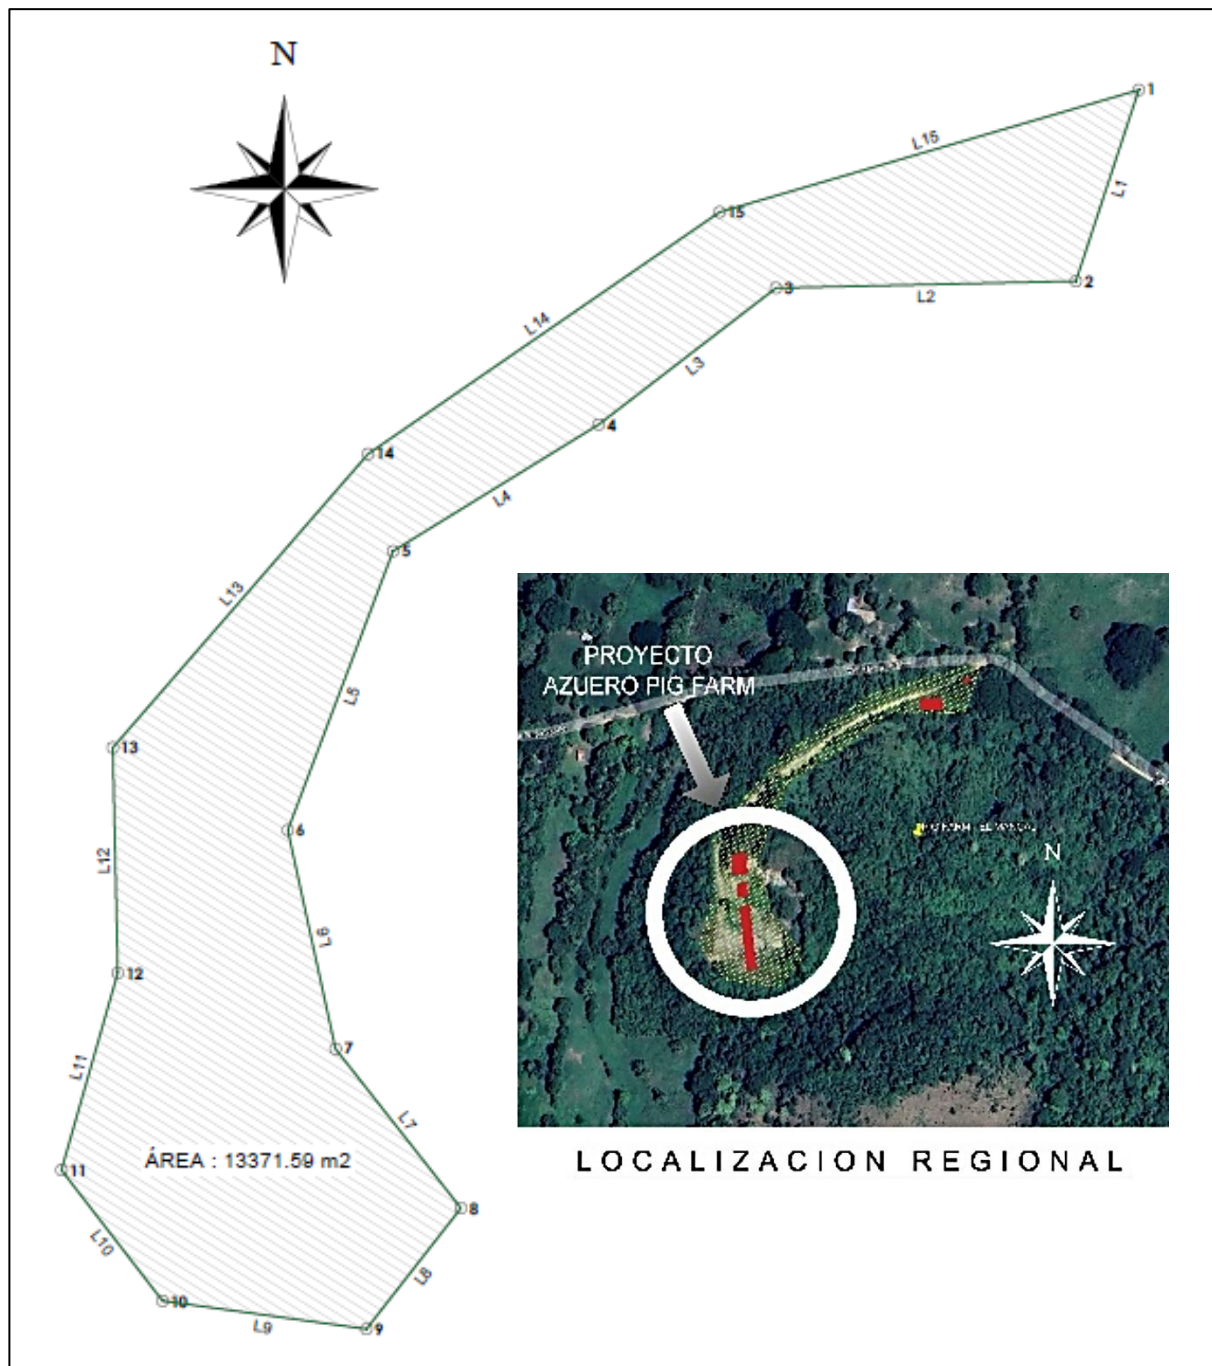 N
1
L15
L1
15
3
2
L2
L14
L3
4
14
L4
5
L13
L5
13
6
L12
L6
12
7
L11
L7
ÁREA : 13371.59 m2
11
8
L10
L8
10
L9
9
PROYECTO
AZUERO PIG FARM
N
LOCALIZACION REGIONAL